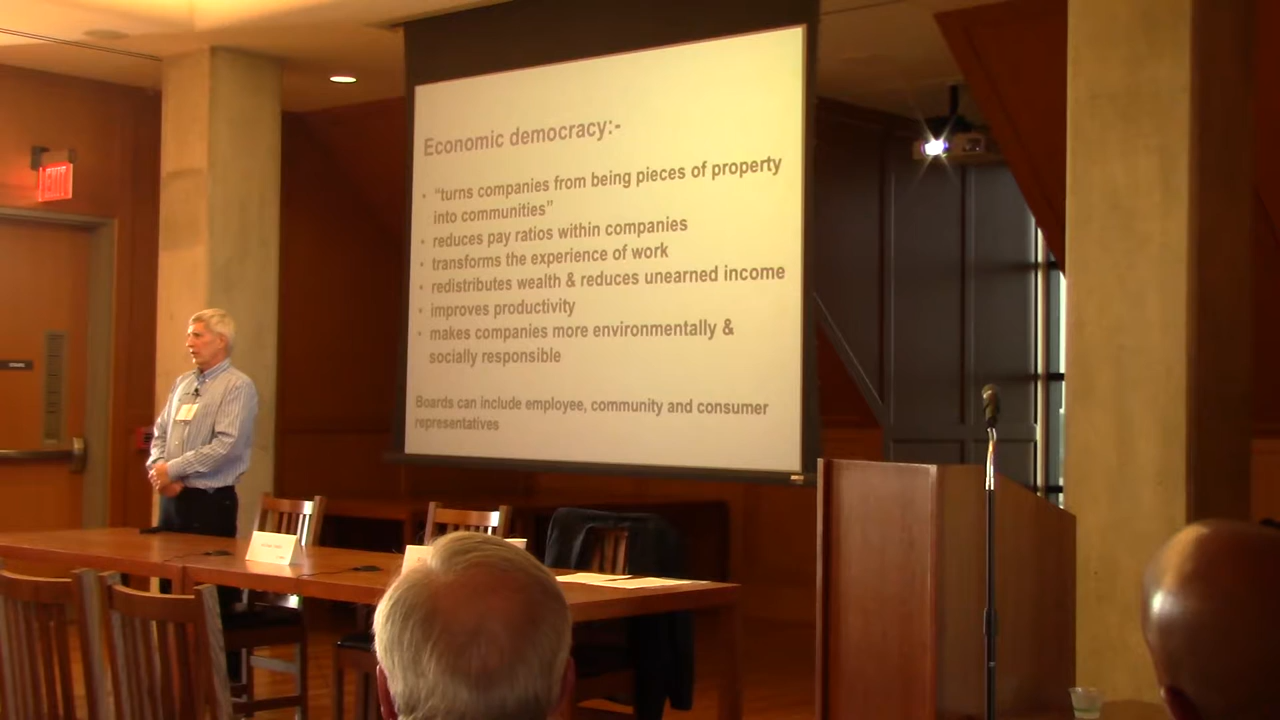 EXIT
Economic democracy:-
• “turns companies from being pieces of property
into communities”
• reduces pay ratios within companies
• transforms the experience of work
• redistributes wealth & reduces unearned income
• improves productivity
• makes companies more environmentally &
socially responsible
Boards can include employee, community and consumer
representatives